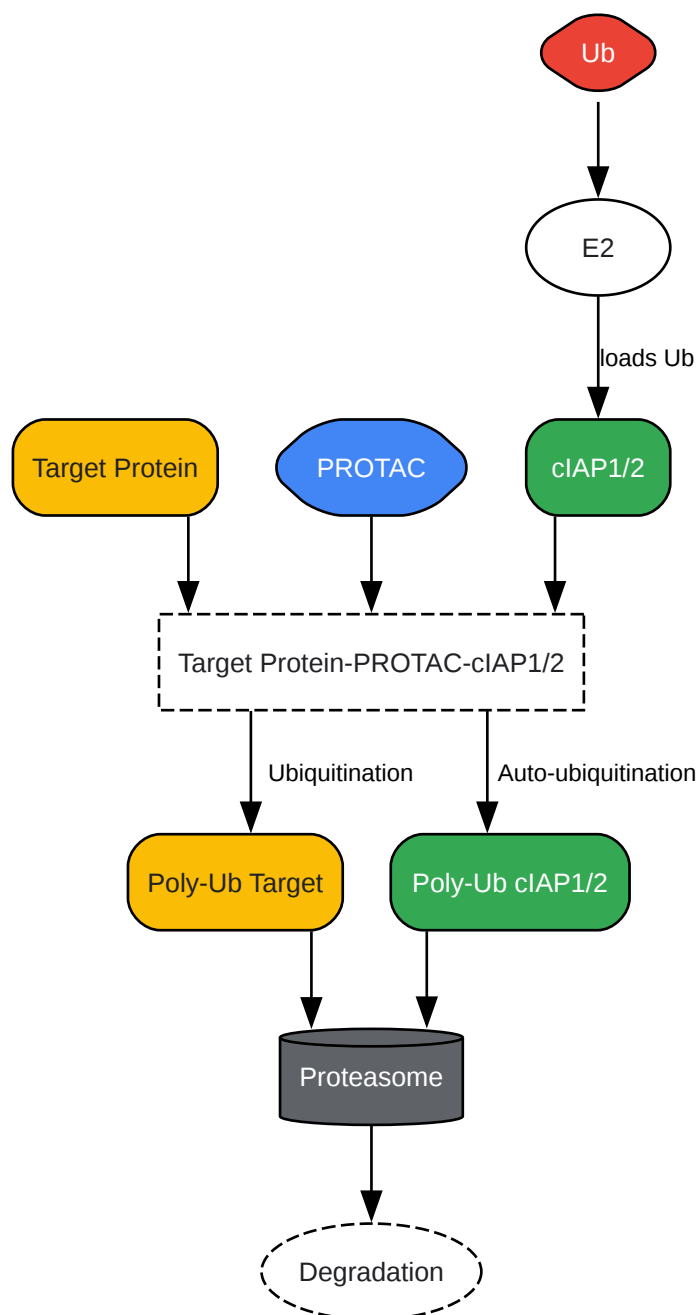 Ub
E2
loads Ub
Target Protein
PROTAC
cIAP1/2
Target Protein-PROTAC-cIAP1/2
Ubiquitination
Auto-ubiquitination
Poly-Ub Target
Poly-Ub cIAP1/2
Proteasome
Degradation